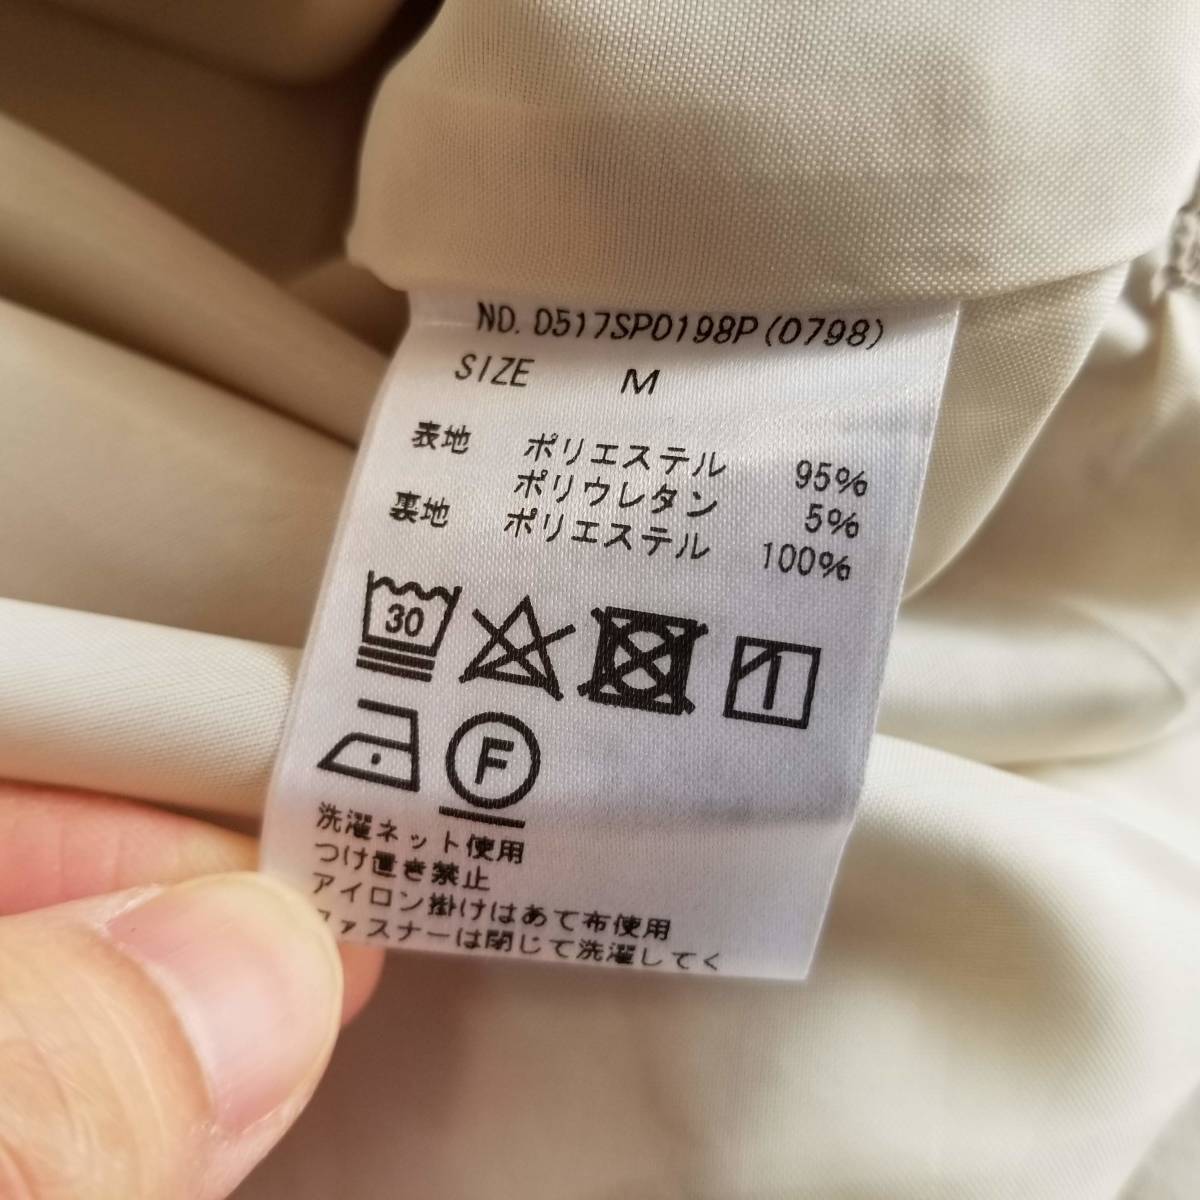 NO. D517SP0198P(0798)
SIZE M
表地 ポリエステル 95%
ポリウレタン 5%
裏地 ポリエステル 100%
30
F
洗濯ネット使用
つけ置き禁止
アイロン掛けはあて布使用
ファスナーは閉じて洗濯してく